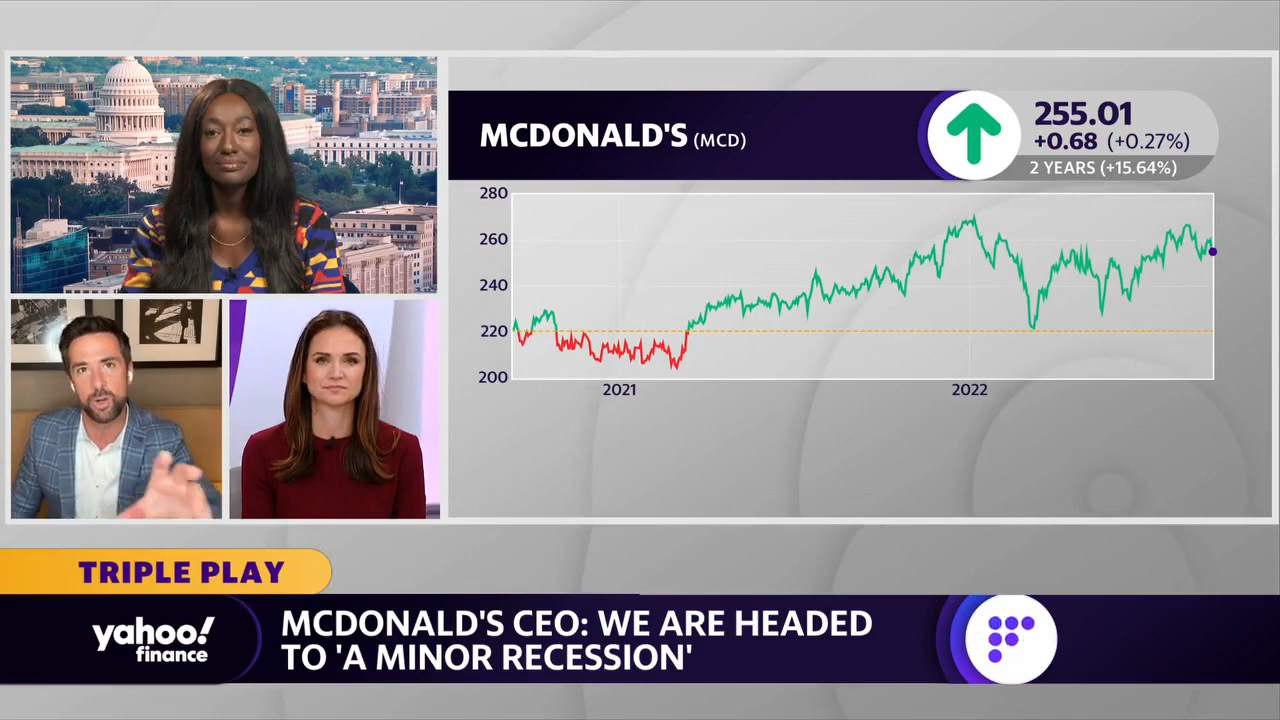 MCDONALD'S (MCD)
255.01
+0.68 (+0.27%)
2 YEARS (+15.64%)
280
260
240
220
200
2021
2022
TRIPLE PLAY
yahoo!
finance
MCDONALD'S CEO: WE ARE HEADED
TO 'A MINOR RECESSION'